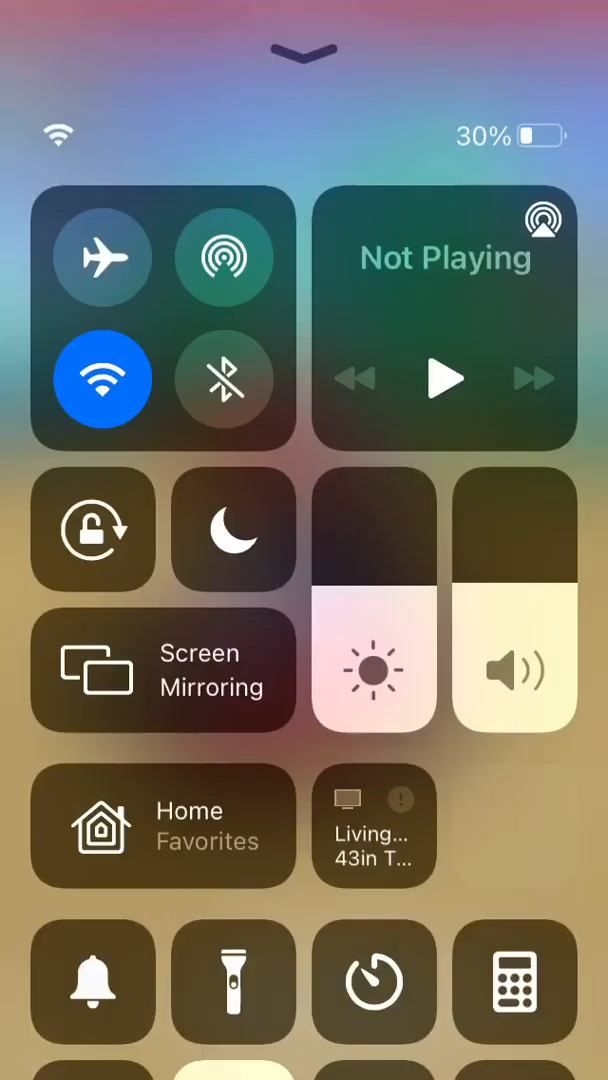 30%
Not Playing
Screen
Mirroring
Home
Favorites
Living...
43in T...